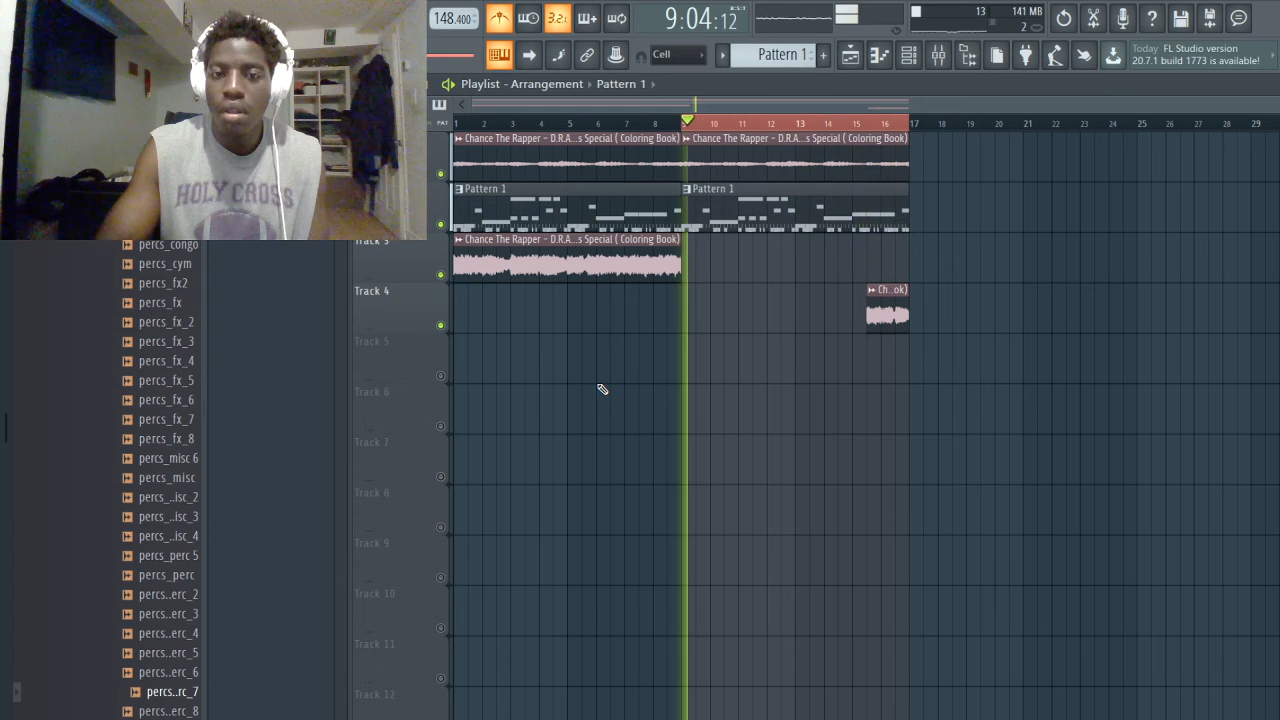 148.400
3.2:
9:04:12
B:S:T
13
141 MB
2
Cell
Pattern 1
Today
FL Studio version
20.7.1 build 1773 is available!
Playlist - Arrangement › Pattern 1 ›
PAT
1 2 3 4 5 6 7 8 10 11 12 13 14 15 16 17 18 19 20 21 22 23 24 25 26 27 28 29
Chance The Rapper - D.R.A...s Special ( Coloring Book)
Chance The Rapper - D.R.A...s Special ( Coloring Book)
Pattern 1
Pattern 1
Track 3
Chance The Rapper - D.R.A...s Special ( Coloring Book)
Track 4
Ch..ok)
Track 5
Track 6
Track 7
Track 8
Track 9
Track 10
Track 11
Track 12
HOLY CROSS
percs_congo
percs_cym
percs_fx2
percs_fx
percs_fx_2
percs_fx_3
percs_fx_4
percs_fx_5
percs_fx_6
percs_fx_7
percs_fx_8
percs_misc 6
percs_misc
percs_..isc_2
percs_..isc_3
percs_..isc_4
percs_perc 5
percs_perc
percs..erc_2
percs..erc_3
percs..erc_4
percs..erc_5
percs..erc_6
percs..rc_7
percs..erc_8